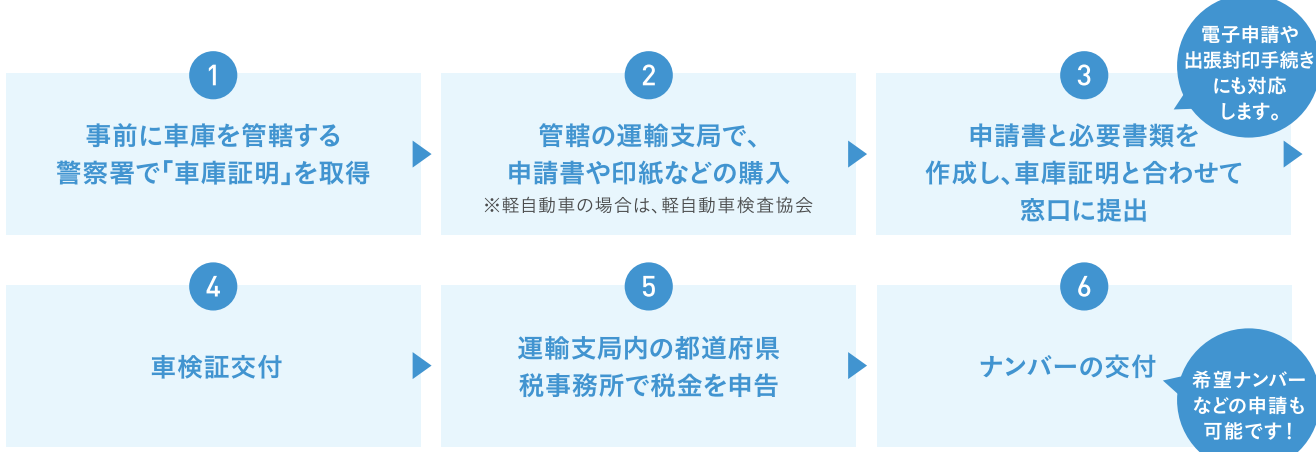 1
事前に車庫を管轄する
警察署で「車庫証明」を取得
2
管轄の運輸支局で、
申請書や印紙などの購入
※軽自動車の場合は、軽自動車検査協会
3
申請書と必要書類を
作成し、車庫証明と合わせて
窓口に提出
電子申請や
出張封印手続き
にも対応
します。
4
車検証交付
5
運輸支局内の都道府県
税事務所で税金を申告
6
ナンバーの交付
希望ナンバー
などの申請も
可能です！